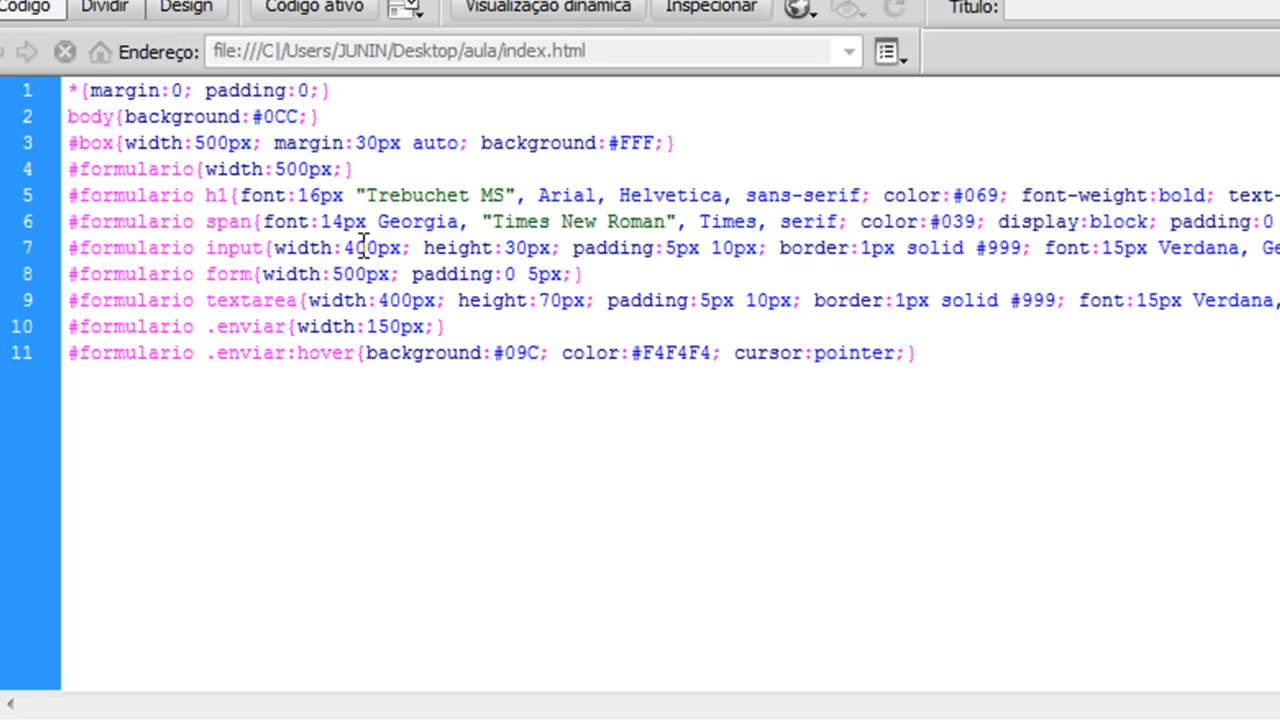 Código Dividir Design Código ativo Visualização dinâmica Inspecionar Título:
Endereço: file:///C|/Users/JUNIN/Desktop/aula/index.html
1 *{margin:0; padding:0;}
2 body{background:#0CC;}
3 #box{width:500px; margin:30px auto; background:#FFF;}
4 #formulario{width:500px;}
5 #formulario h1{font:16px "Trebuchet MS", Arial, Helvetica, sans-serif; color:#069; font-weight:bold; text-
6 #formulario span{font:14px Georgia, "Times New Roman", Times, serif; color:#039; display:block; padding:0
7 #formulario input{width:400px; height:30px; padding:5px 10px; border:1px solid #999; font:15px Verdana, Ge
8 #formulario form{width:500px; padding:0 5px;}
9 #formulario textarea{width:400px; height:70px; padding:5px 10px; border:1px solid #999; font:15px Verdana,
10 #formulario .enviar{width:150px;}
11 #formulario .enviar:hover{background:#09C; color:#F4F4F4; cursor:pointer;}